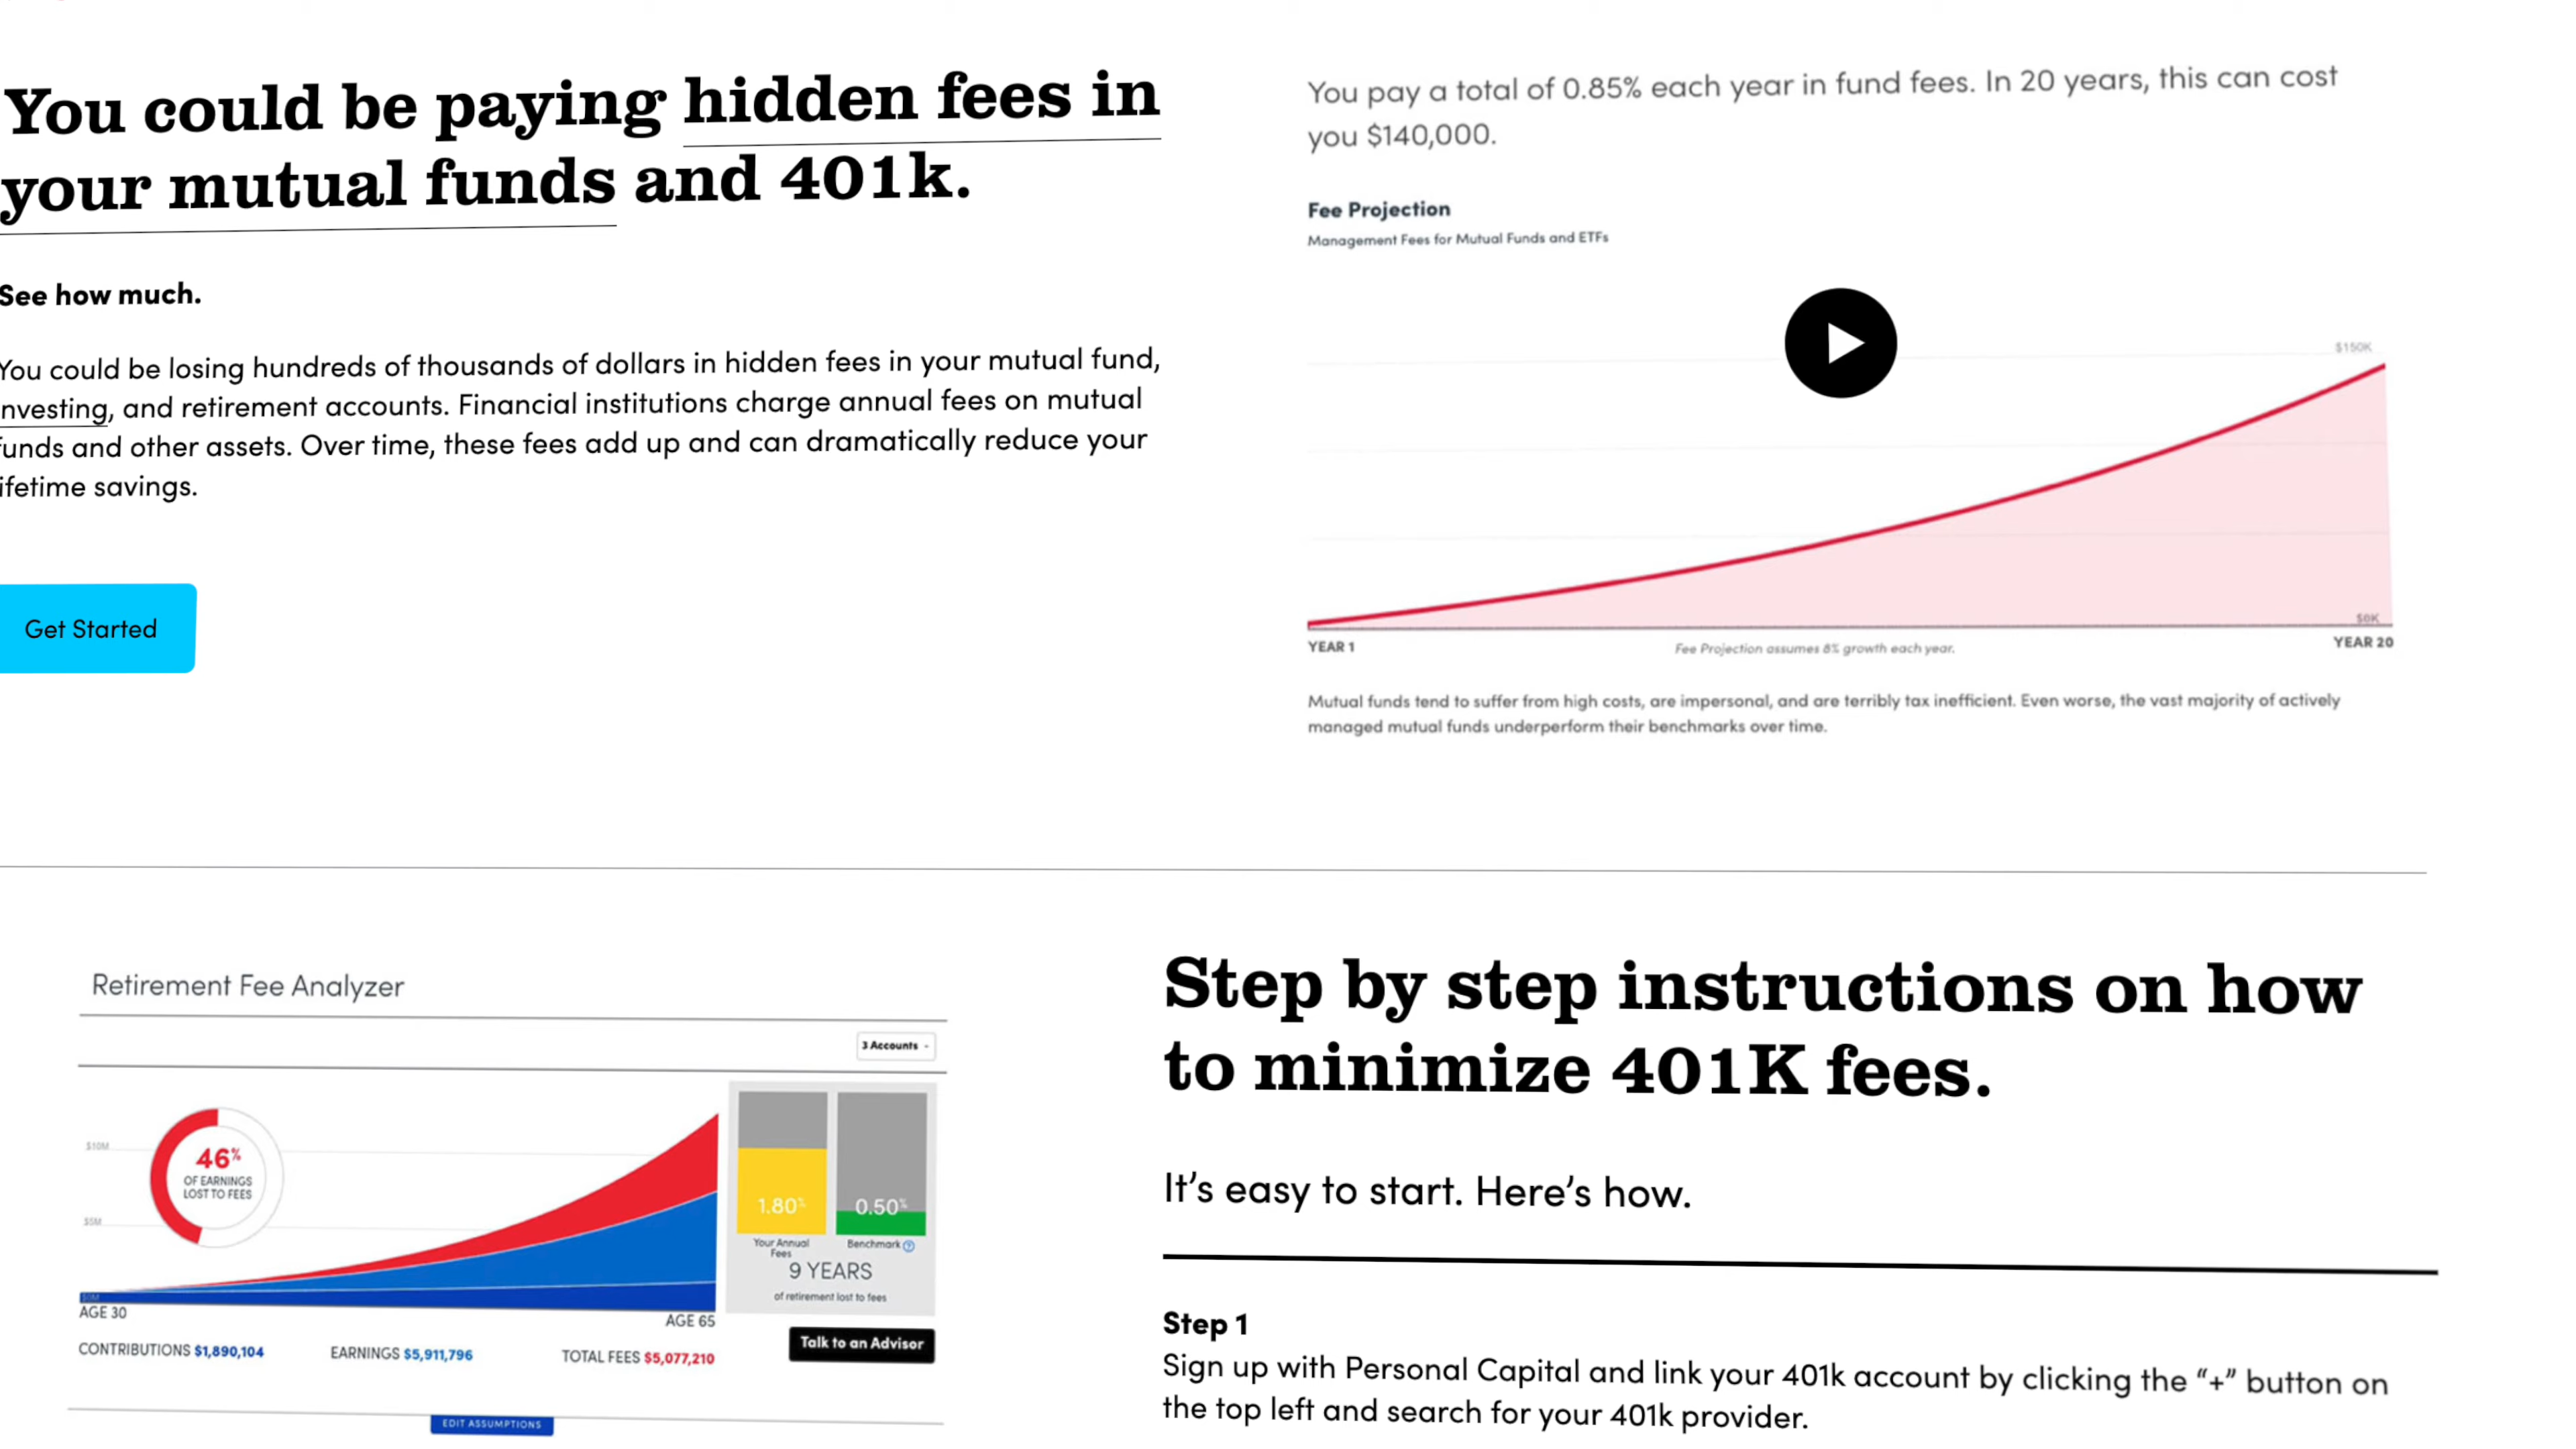 You could be paying hidden fees in
your mutual funds and 401k.
See how much.
You could be losing hundreds of thousands of dollars in hidden fees in your mutual fund,
nvesting, and retirement accounts. Financial institutions charge annual fees on mutual
unds and other assets. Over time, these fees add up and can dramatically reduce your
ifetime savings.
Get Started
You pay a total of 0.85% each year in fund fees. In 20 years, this can cost
you $140,000.
Fee Projection
Management Fees for Mutual Funds and ETFs
$150K
$0K
YEAR 1
Fee Projection assumes 8% growth each year.
YEAR 20
Mutual funds tend to suffer from high costs, are impersonal, and are terribly tax inefficient. Even worse, the vast majority of actively
managed mutual funds underperform their benchmarks over time.
Retirement Fee Analyzer
3 Accounts
$10M
46%
OF EARNINGS
LOST TO FEES
$5M
$0M
AGE 30
AGE 65
1.80%
0.50%
Your Annual
Fees
Benchmark ?
9 YEARS
of retirement lost to fees
Talk to an Advisor
CONTRIBUTIONS $1,890,104
EARNINGS $5,911,796
TOTAL FEES $5,077,210
EDIT ASSUMPTIONS
Step by step instructions on how
to minimize 401K fees.
It's easy to start. Here's how.
Step 1
Sign up with Personal Capital and link your 401k account by clicking the "+" button on
the top left and search for your 401k provider.